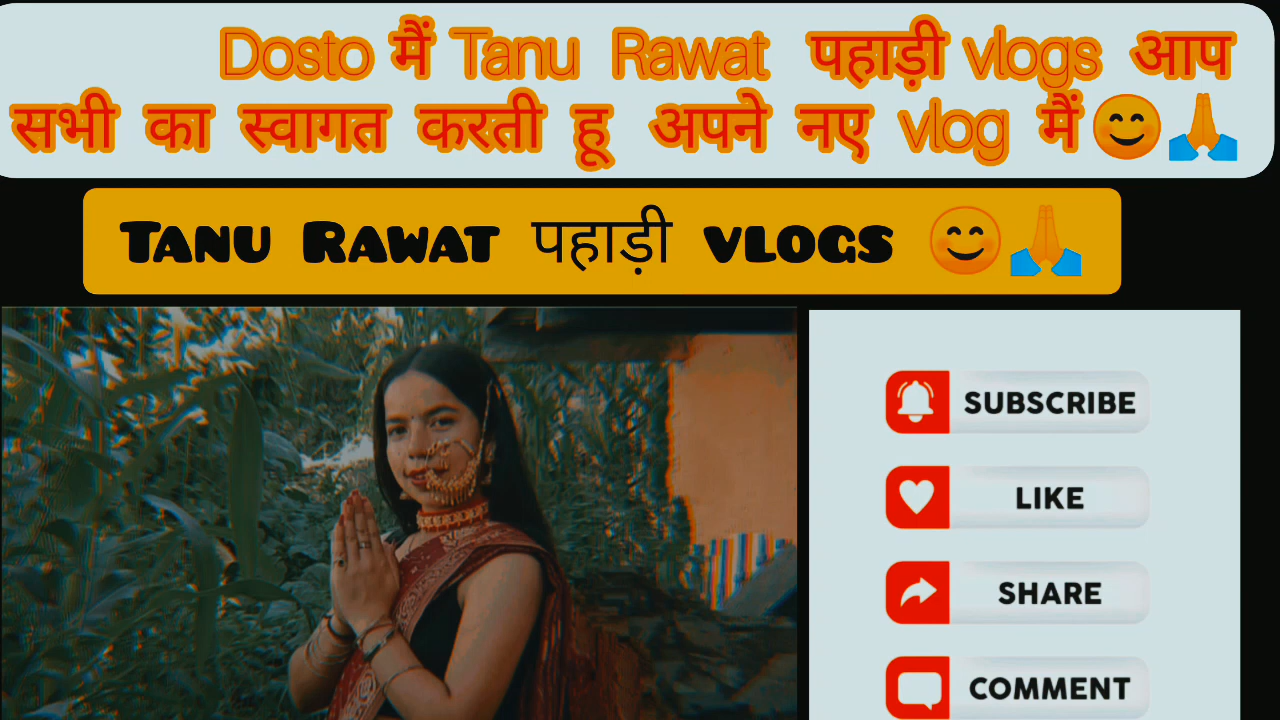 Dosto मैं Tanu Rawat पहाड़ी vlogs आप
सभी का स्वागत करती हू अपने नए vlog मैं😊🙏
TANU RAWAT पहाड़ी VLOGS 😊🙏
SUBSCRIBE
LIKE
SHARE
COMMENT